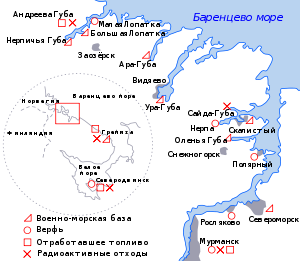 Баренцево море
Андреева Губа
Малая Лопатка
Большая Лопатка
Нерпичья Губа
Заозёрск
Ара-Губа
Видяево
Ура-Губа
Норвегия
Баренцево море
Финляндия
Гремиха
Белое
море
Северодвинск
Сайда-Губа
Нерпа
Скалистый
Оленья Губа
Снежногорск
Полярный
Североморск
Росляково
Мурманск
Военно-морская база
Верфь
Отработавшее топливо
Радиоактивные отходы